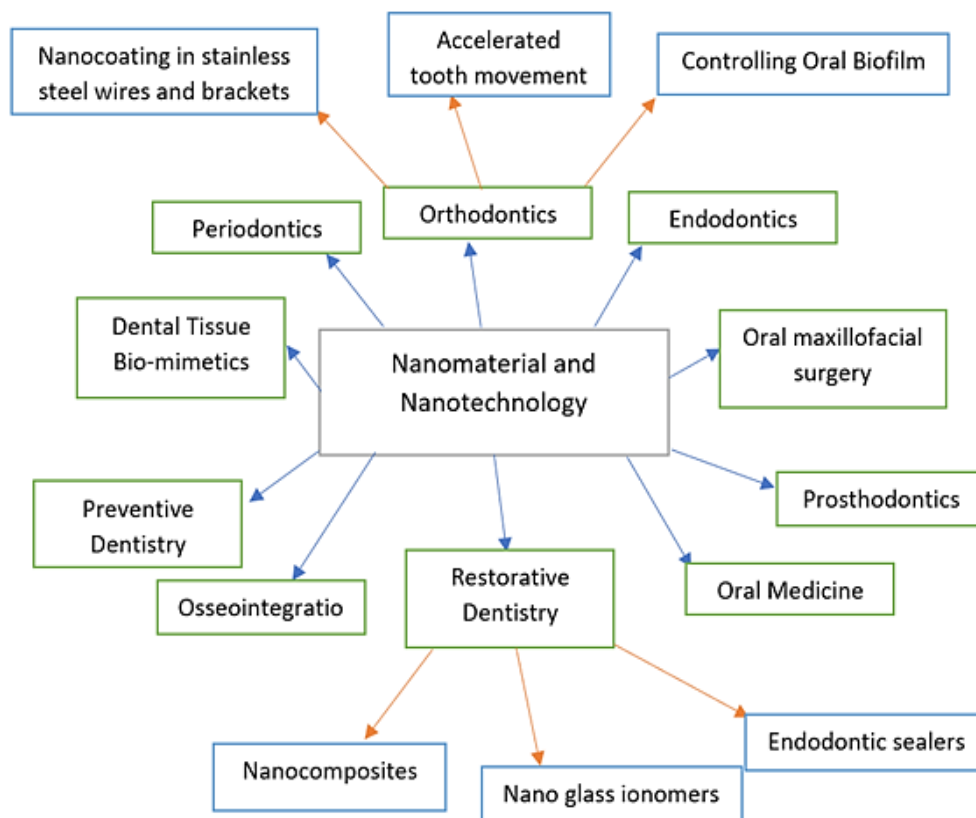 Nanocoating in stainless
steel wires and brackets
Accelerated
tooth movement
Controlling Oral Biofilm
Periodontics
Orthodontics
Endodontics
Dental Tissue
Bio-mimetics
Nanomaterial and
Nanotechnology
Oral maxillofacial
surgery
Preventive
Dentistry
Prosthodontics
Osseointegratio
Restorative
Dentistry
Oral Medicine
Nanocomposites
Nano glass ionomers
Endodontic sealers